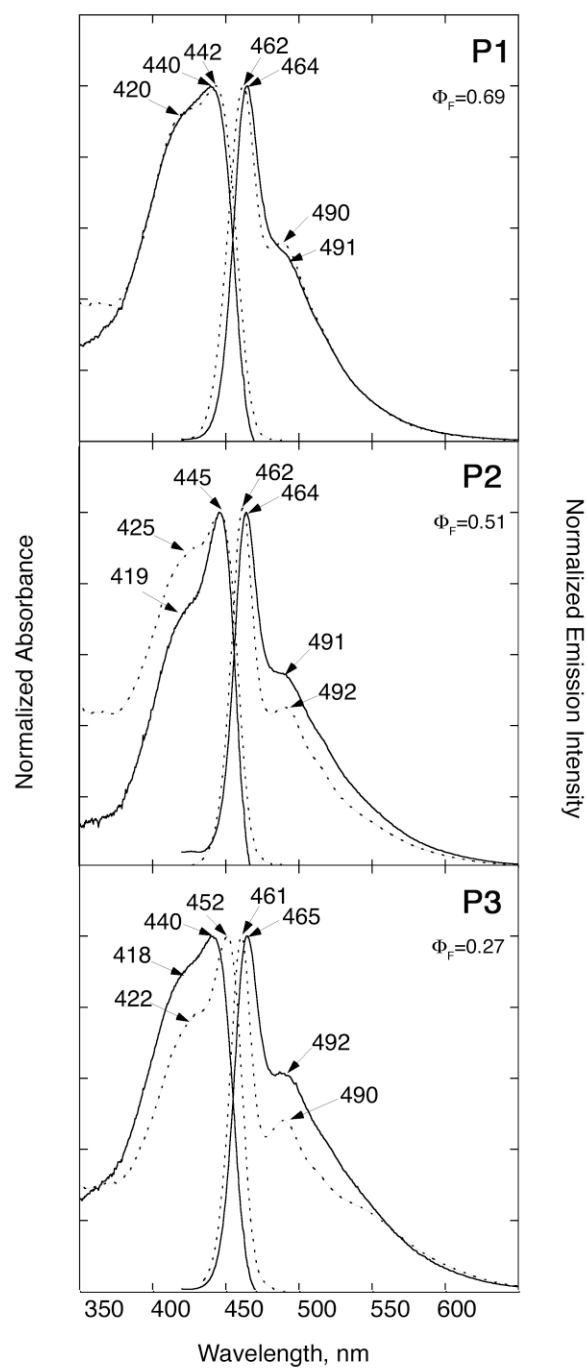 P1
442
462
440
464
420
ΦF=0.69
490
491
P2
445
462
464
425
ΦF=0.51
419
491
492
P3
452
461
440
465
418
ΦF=0.27
422
492
490
Normalized Absorbance
Normalized Emission Intensity
350 400 450 500 550 600
Wavelength, nm